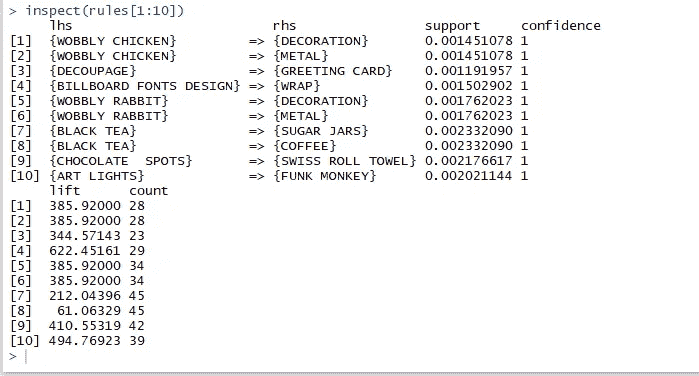 > inspect(rules[1:10])
     lhs                         rhs                support     confidence
[1]  {WOBBLY CHICKEN}         => {DECORATION}       0.001451078 1
[2]  {WOBBLY CHICKEN}         => {METAL}            0.001451078 1
[3]  {DECOUPAGE}              => {GREETING CARD}    0.001191957 1
[4]  {BILLBOARD FONTS DESIGN} => {WRAP}             0.001502902 1
[5]  {WOBBLY RABBIT}          => {DECORATION}       0.001762023 1
[6]  {WOBBLY RABBIT}          => {METAL}            0.001762023 1
[7]  {BLACK TEA}              => {SUGAR JARS}       0.002332090 1
[8]  {BLACK TEA}              => {COFFEE}           0.002332090 1
[9]  {CHOCOLATE  SPOTS}       => {SWISS ROLL TOWEL} 0.002176617 1
[10] {ART LIGHTS}             => {FUNK MONKEY}      0.002021144 1
     lift      count
[1]  385.92000 28
[2]  385.92000 28
[3]  344.57143 23
[4]  622.45161 29
[5]  385.92000 34
[6]  385.92000 34
[7]  212.04396 45
[8]   61.06329 45
[9]  410.55319 42
[10] 494.76923 39
>